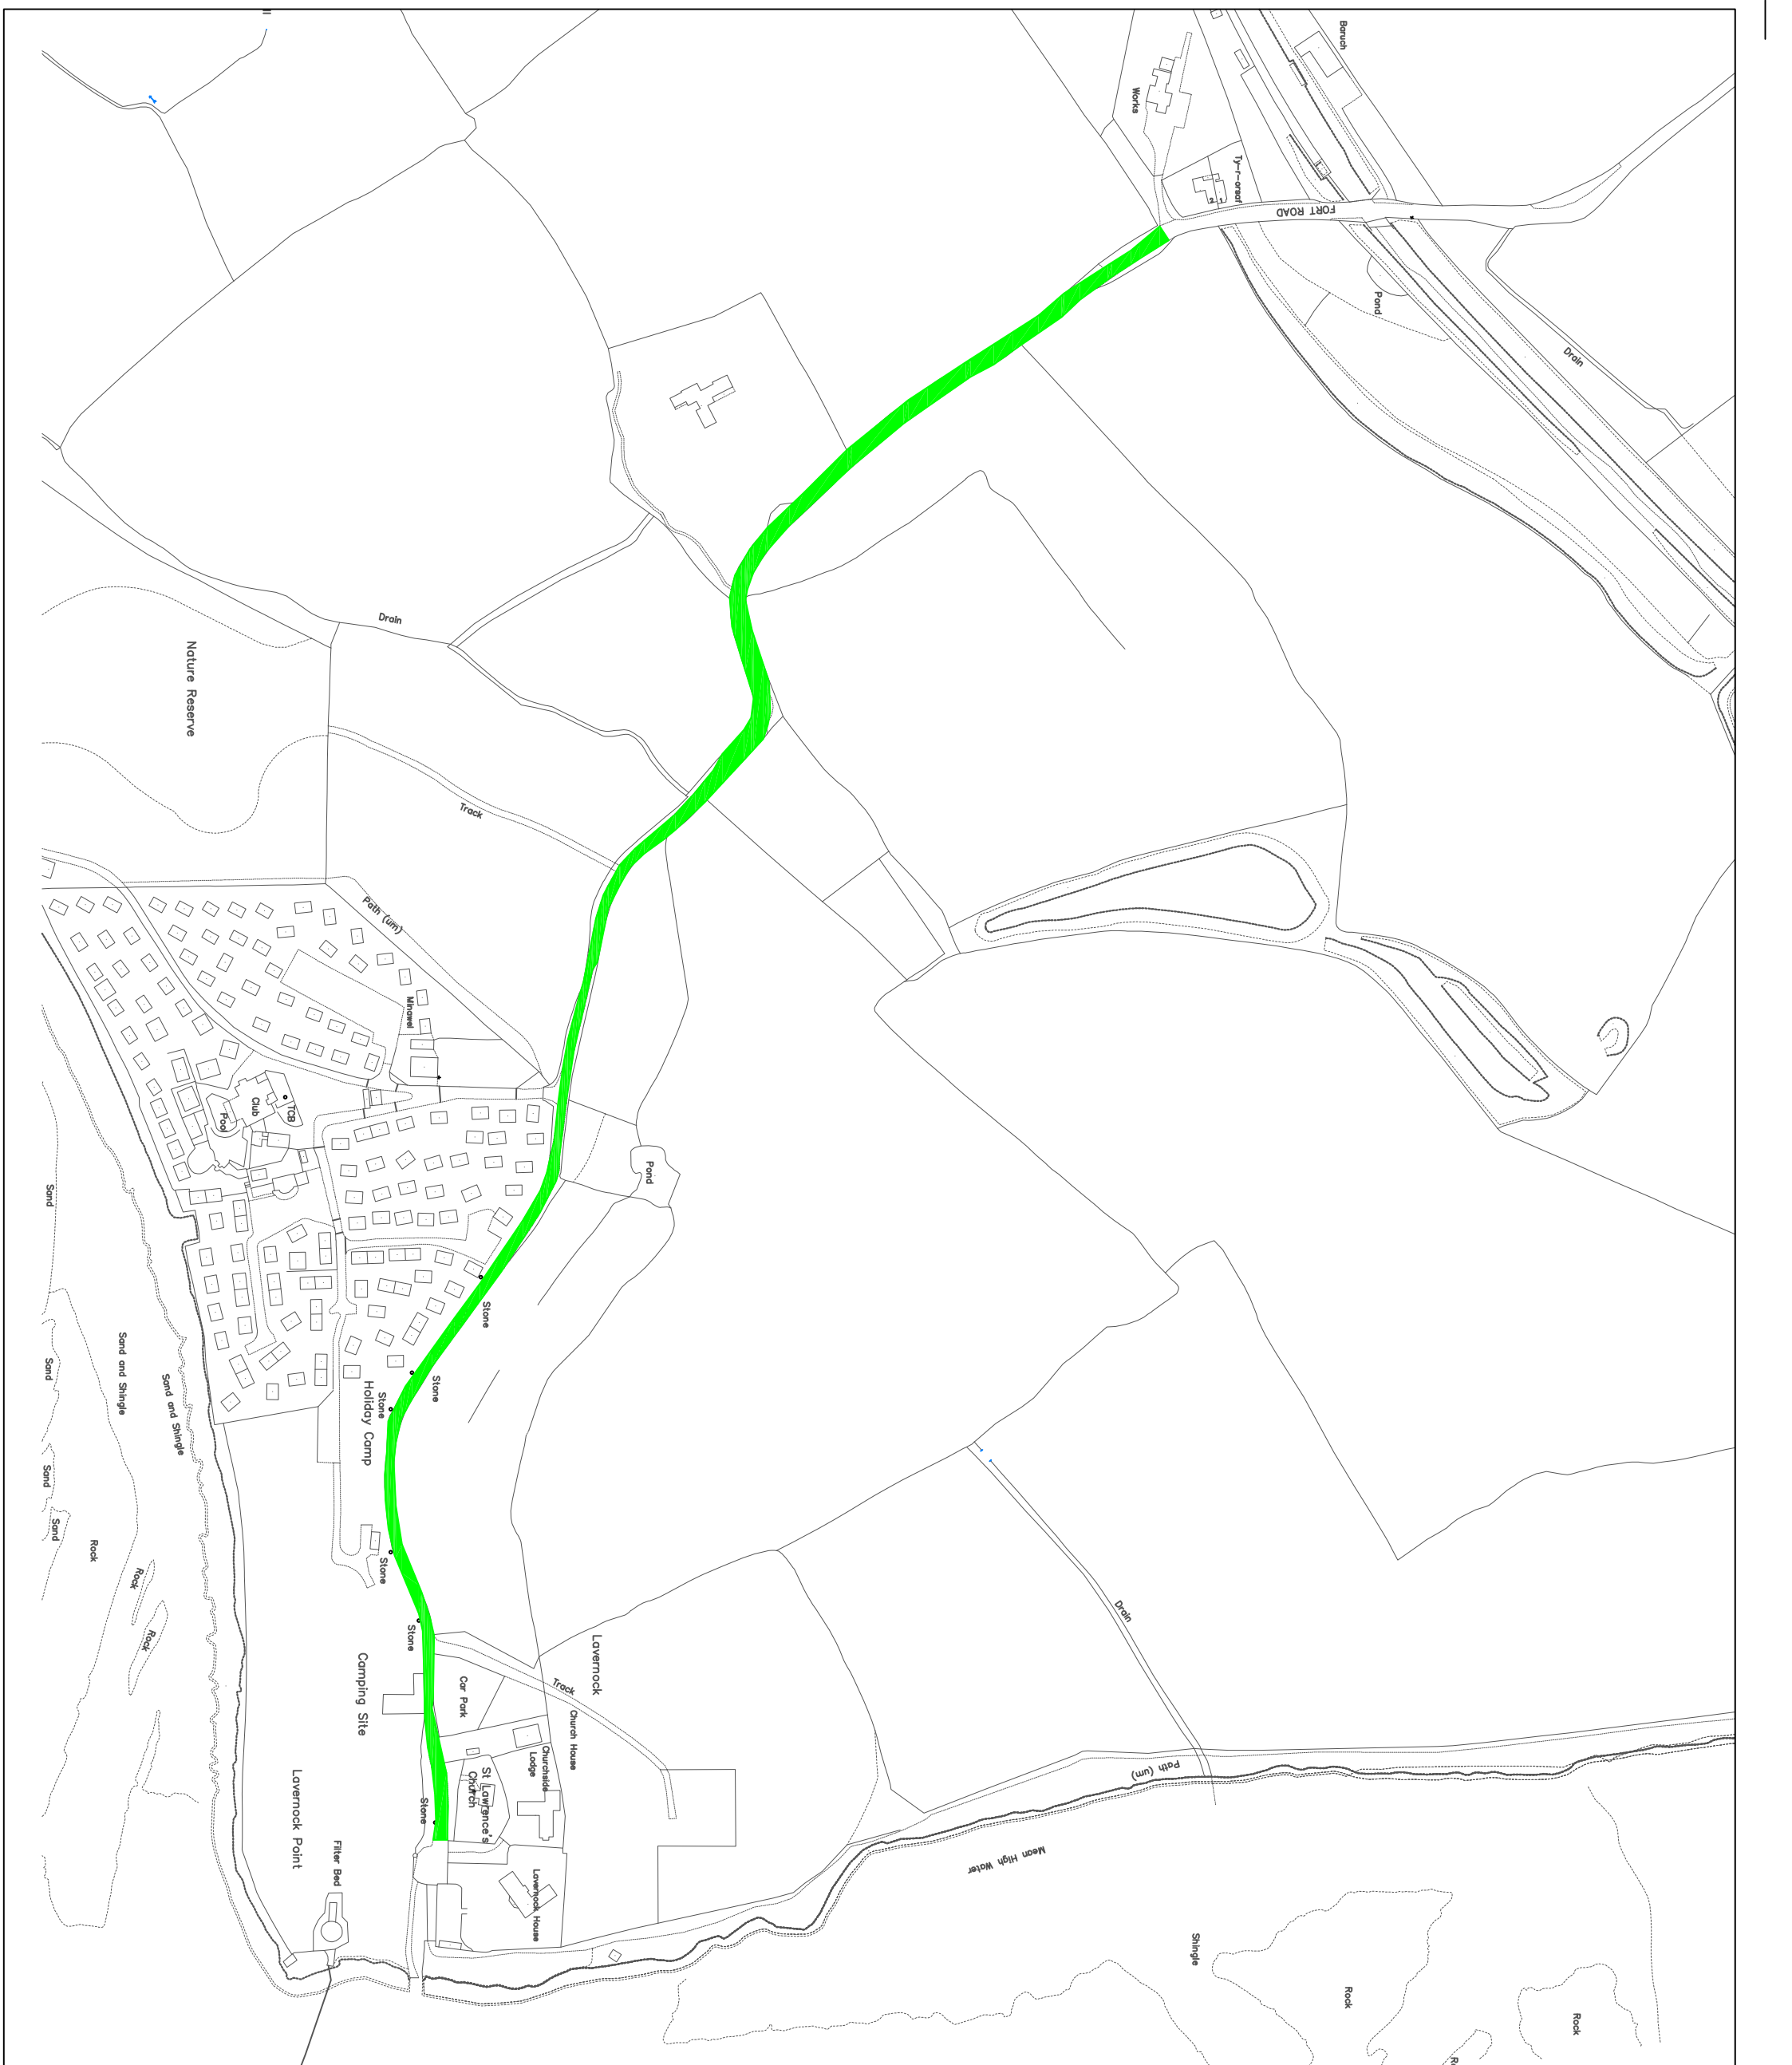 Baruch
Works
Ty-r-orsaf
2 1
FORT ROAD
Pond
Drain
Drain
Nature Reserve
Track
Path (um)
Minawel
TCB
Club
Pool
Pond
Sand
Sand
Sand
Sand
Sand and Shingle
Sand and Shingle
Rock
Rock
Rock
Stone
Stone
Stone
Holiday Camp
Stone
Stone
Camping Site
Car Park
Lavernock
Track
Church House
Churchside
Lodge
St Lawrence's
Church
Stone
Lavernock House
Lavernock Point
Filter Bed
Drain
Path (um)
Mean High Water
Shingle
Rock
Rock